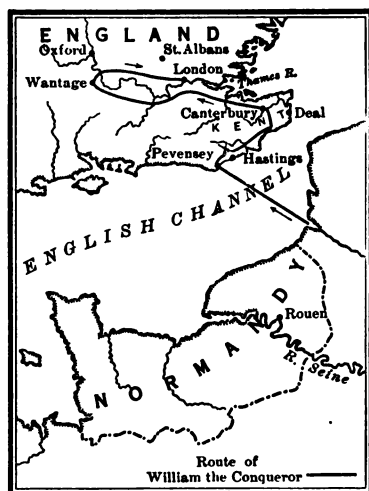 ENGLAND
Oxford
St. Albans
London
Wantage
Thames R.
Canterbury
Deal
KENT
Pevensey
Hastings
ENGLISH CHANNEL
NORMANDY
Rouen
R. Seine
Route of
William the Conqueror